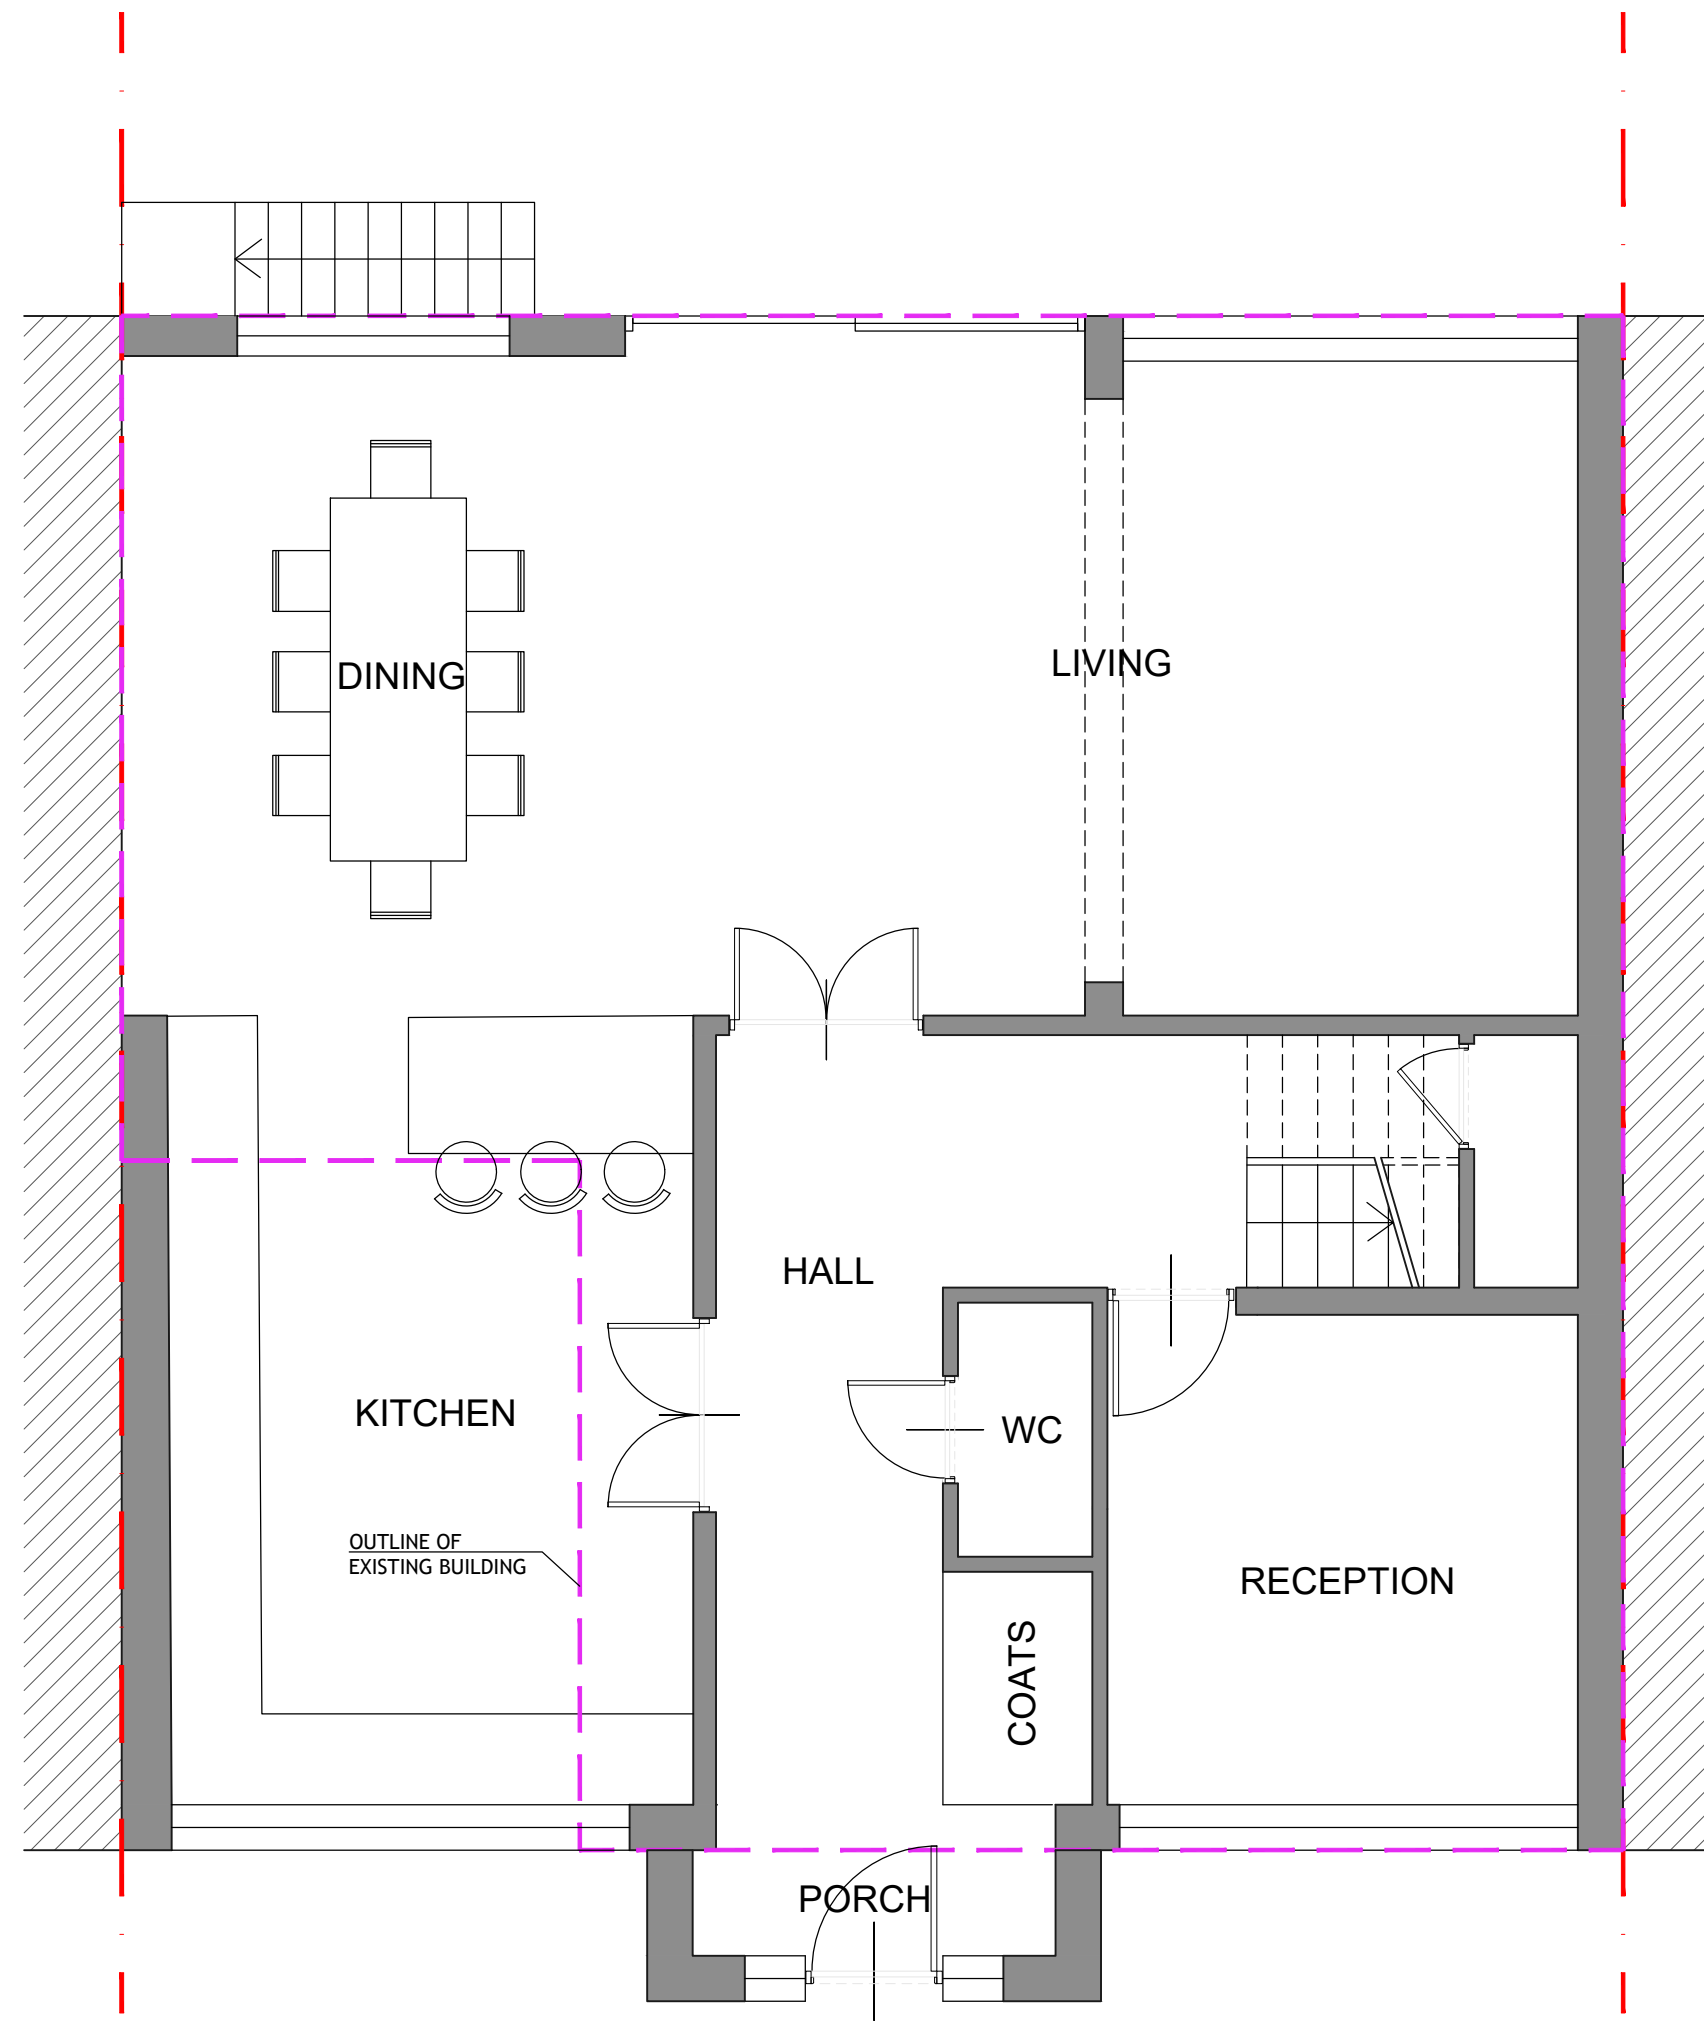 LIVING
DINING
HALL
KITCHEN
WC
OUTLINE OF
EXISTING BUILDING
RECEPTION
COATS
PORCH